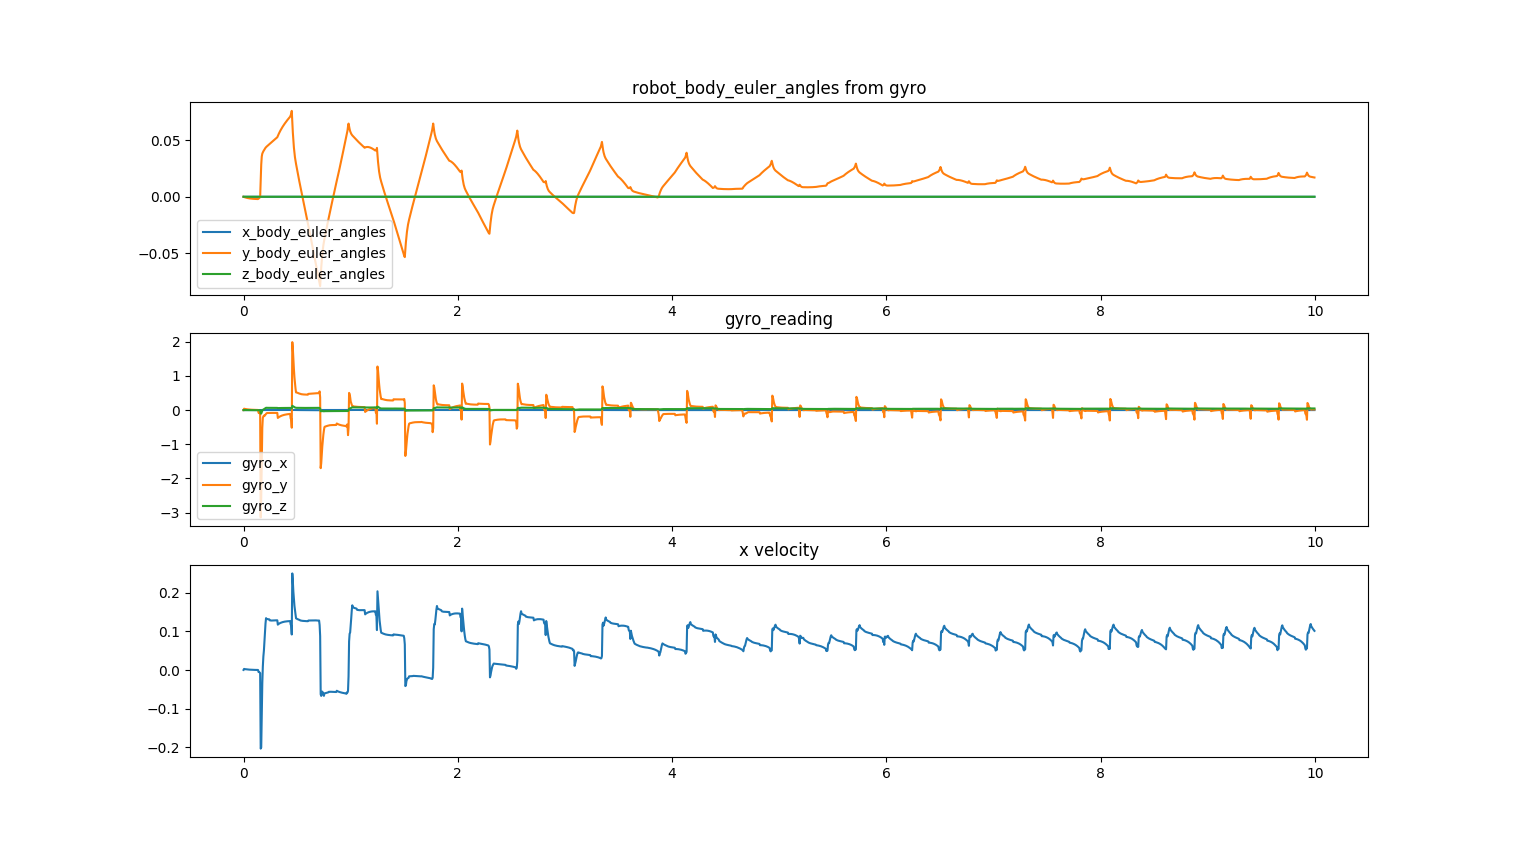 robot_body_euler_angles from gyro
0.05
0.00
−0.05
x_body_euler_angles
y_body_euler_angles
z_body_euler_angles
0 2 4 6 8 10
gyro_reading
2
1
0
−1
−2
−3
gyro_x
gyro_y
gyro_z
0 2 4 6 8 10
x velocity
0.2
0.1
0.0
−0.1
−0.2
0 2 4 6 8 10